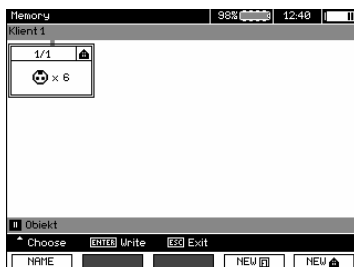 Memory 98% 12:40
Klient 1
1/1
× 6
Obiekt
Choose ENTER Write ESC Exit
NAME NEW NEW